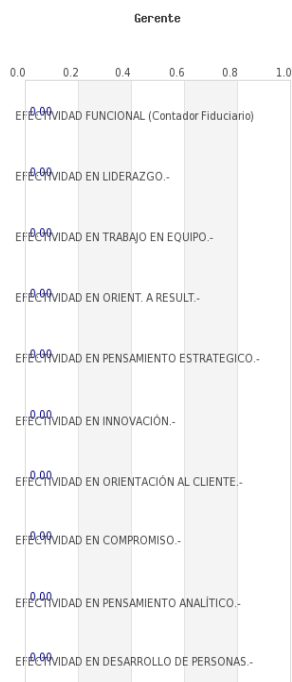 Gerente
0.0 0.2 0.4 0.6 0.8 1.0
0.00
EFECTIVIDAD FUNCIONAL (Contador Fiduciario)
0.00
EFECTIVIDAD EN LIDERAZGO.-
0.00
EFECTIVIDAD EN TRABAJO EN EQUIPO.-
0.00
EFECTIVIDAD EN ORIENT. A RESULT.-
0.00
EFECTIVIDAD EN PENSAMIENTO ESTRATEGICO.-
0.00
EFECTIVIDAD EN INNOVACIÓN.-
0.00
EFECTIVIDAD EN ORIENTACIÓN AL CLIENTE.-
0.00
EFECTIVIDAD EN COMPROMISO.-
0.00
EFECTIVIDAD EN PENSAMIENTO ANALÍTICO.-
0.00
EFECTIVIDAD EN DESARROLLO DE PERSONAS.-